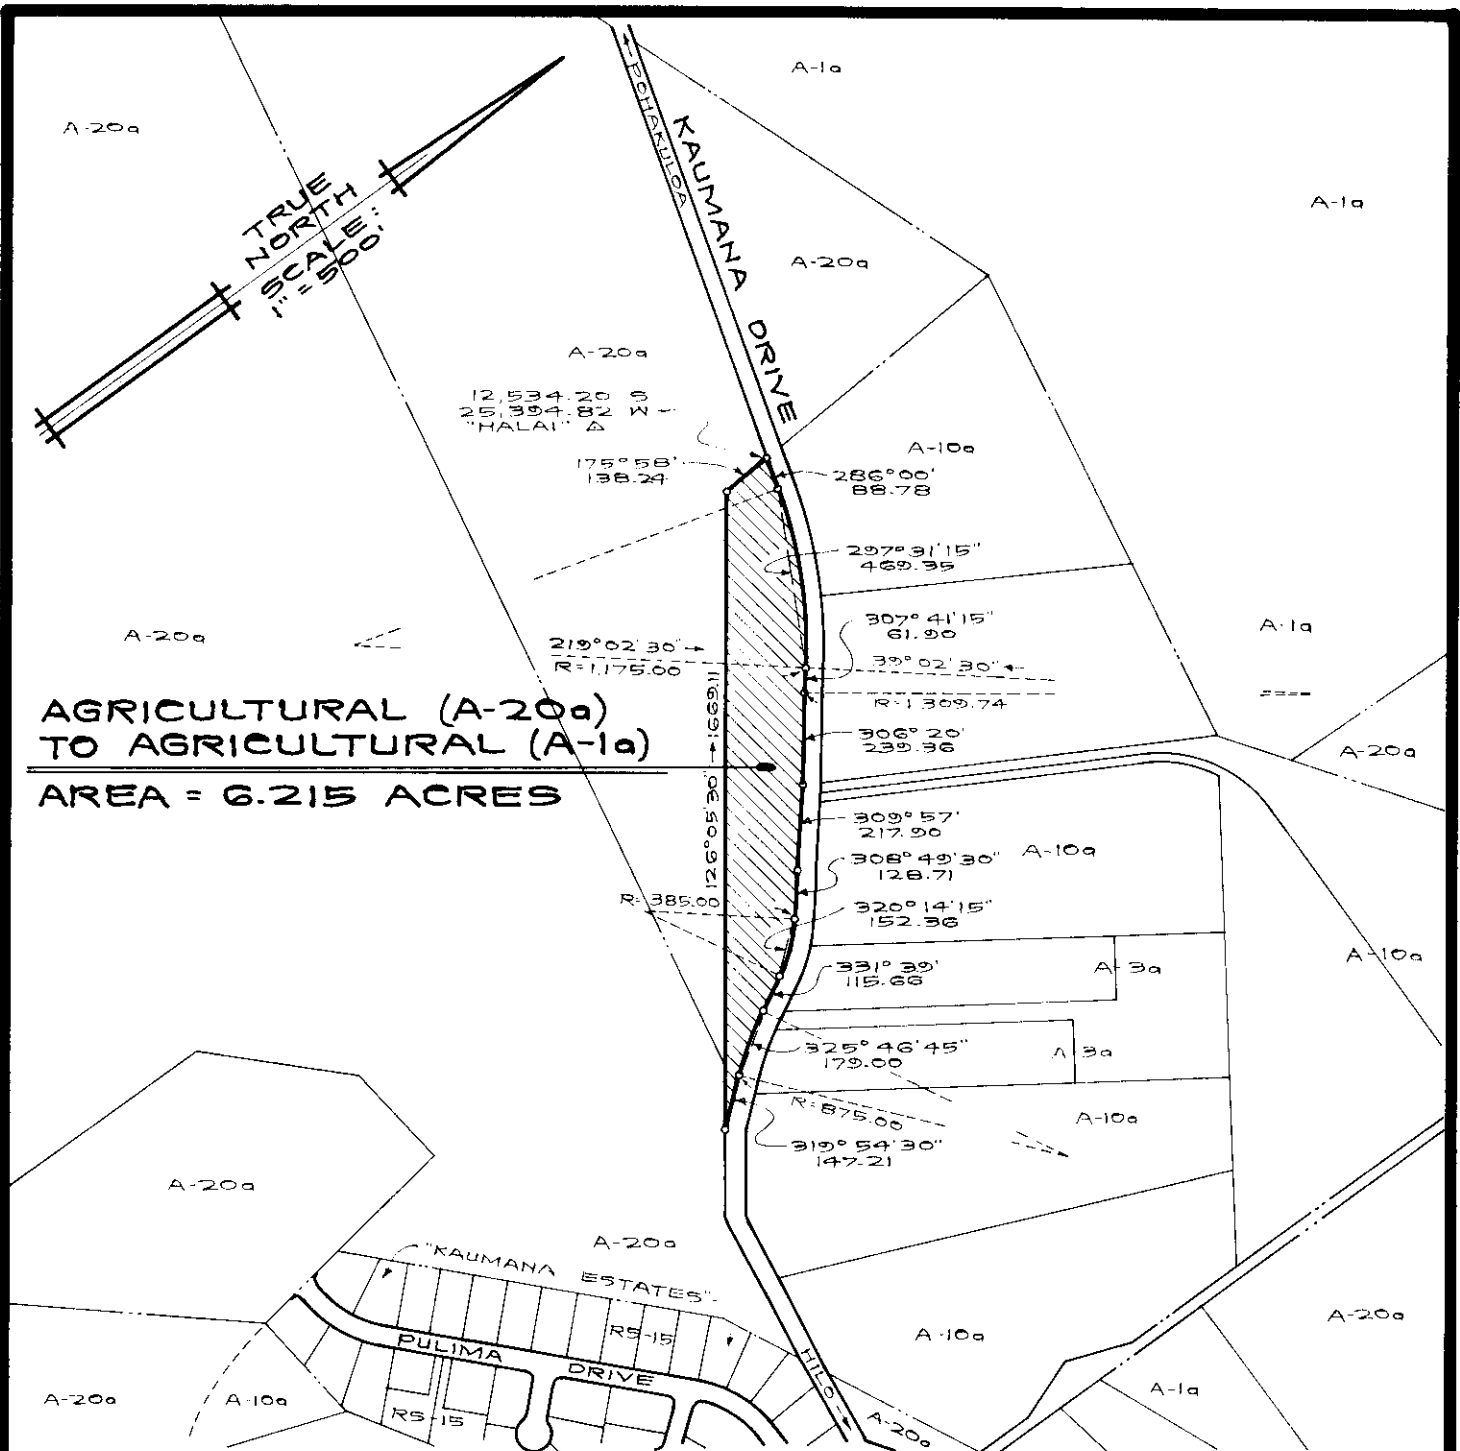 A-1a
A-20a
POHAKULOA
KAUMANA DRIVE
TRUE
NORTH
SCALE:
1" = 500'
A-1a
A-20a
A-20a
12,534.20 S
25,394.82 W
"HALAI" △
175° 58'
138.24
A-10a
286° 00'
88.78
297° 31' 15"
469.35
307° 41' 15"
61.90
A-20a
219° 02' 30"
R=1,175.00
39° 02' 30"
R=1309.74
A-1a
AGRICULTURAL (A-20a)
TO AGRICULTURAL (A-1a)
AREA = 6.215 ACRES
126° 05' 30" 1669.11
306° 20'
239.36
A-20a
309° 57'
217.90
308° 49' 30"
128.71
A-10a
R=385.00
320° 14' 15"
152.36
331° 39'
115.66
A-3a
A-10a
325° 46' 45"
179.00
A-3a
R=875.00
A-10a
319° 54' 30"
147.21
A-20a
A-20a
"KAUMANA ESTATES"
RS-15
PULIMA DRIVE
HILO
A-10a
A-20a
A-20a
A-10a
RS-15
A-1a
A-20a